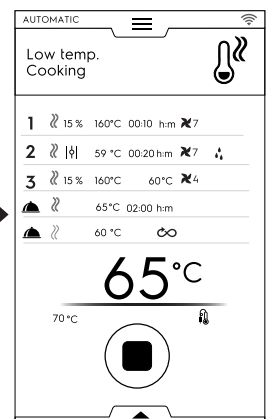 AUTOMATIC
Low temp.
Cooking
1 15 % 160°C 00:10 h:m 7
2 59 °C 00:20 h:m 7
3 15 % 160°C 60°C 4
65°C 02:00 h:m
60 °C
65°C
70 °C